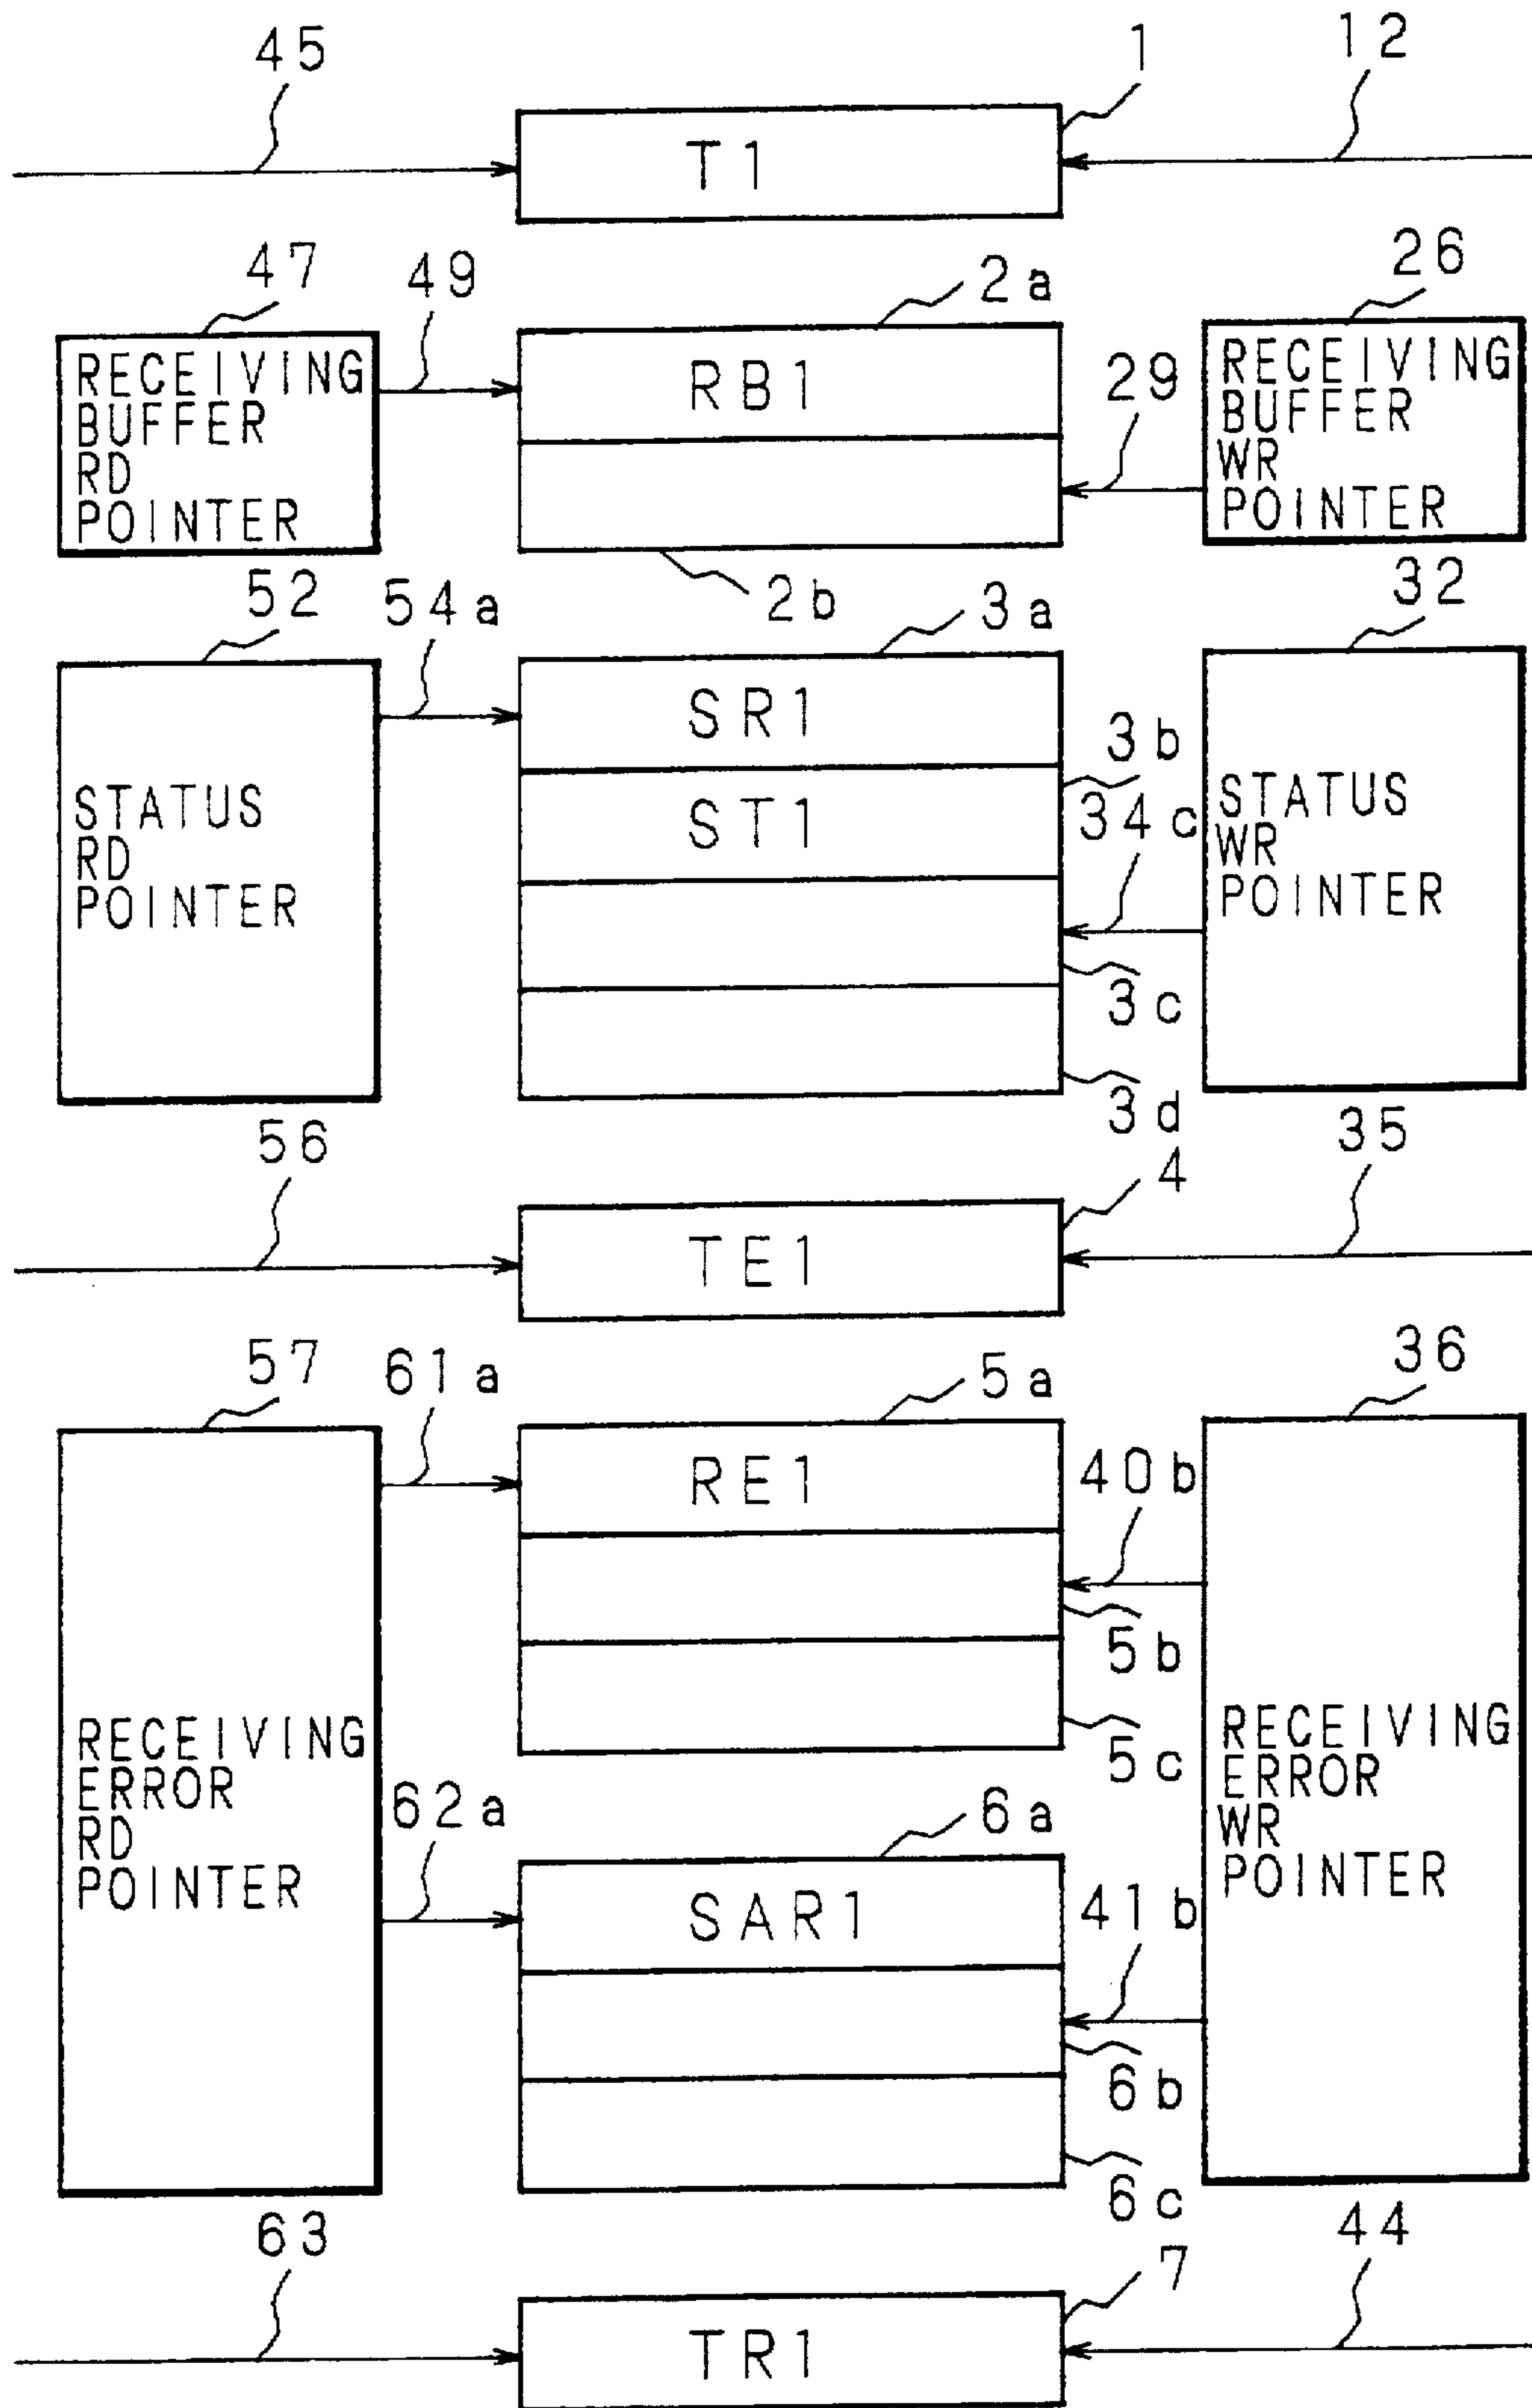 45
1
12
T1
47
49
2a
26
RECEIVING
BUFFER
RD
POINTER
RB1
29
RECEIVING
BUFFER
WR
POINTER
2b
52
54a
3a
32
SR1
3b
STATUS
RD
POINTER
ST1
34c
STATUS
WR
POINTER
3c
3d
56
4
35
TE1
57
61a
5a
36
RE1
40b
5b
5c
RECEIVING
ERROR
RD
POINTER
RECEIVING
ERROR
WR
POINTER
62a
6a
SAR1
41b
6b
6c
63
7
44
TR1